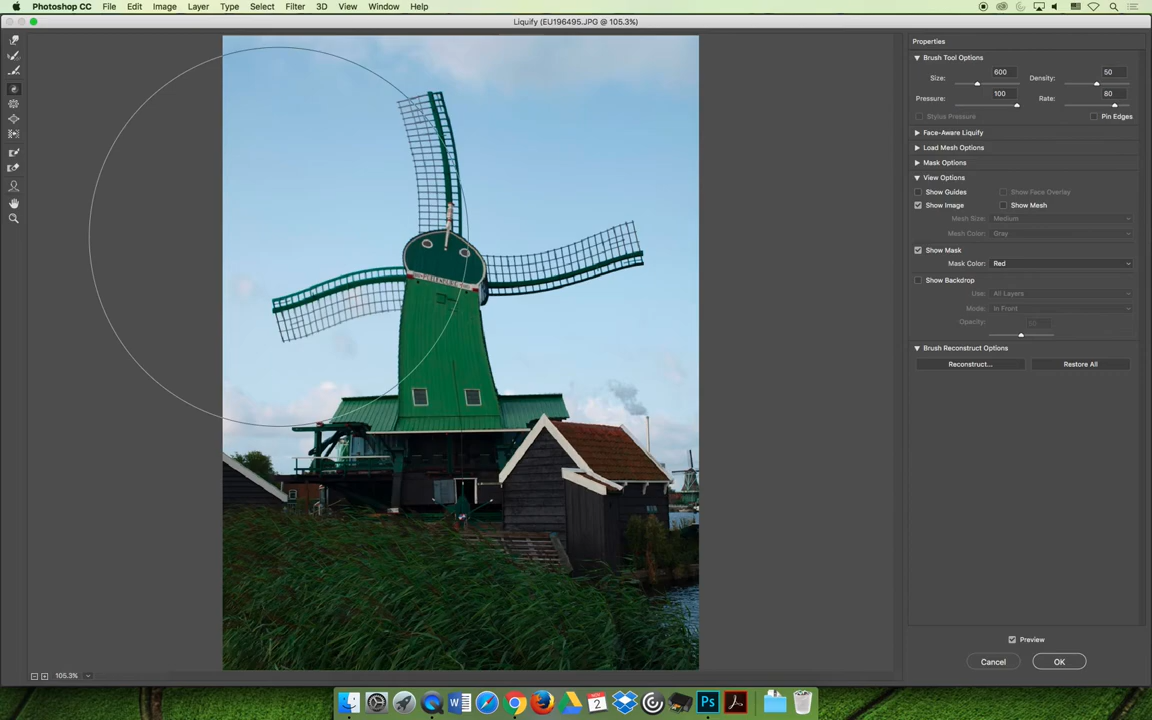 Photoshop CC File Edit Image Layer Type Select Filter 3D View Window Help
Liquify (EU196495.JPG @ 105.3%)
Properties
Brush Tool Options
Size: 600 Density: 50
Pressure: 100 Rate: 80
Stylus Pressure Pin Edges
Face-Aware Liquify
Load Mesh Options
Mask Options
View Options
Show Guides Show Face Overlay
Show Image Show Mesh
Mesh Size: Medium
Mesh Color: Gray
Show Mask
Mask Color: Red
Show Backdrop
Use: All Layers
Mode: In Front
Opacity:
Brush Reconstruct Options
Reconstruct... Restore All
Preview
Cancel OK
105.3%
NOV
2
W
Ps